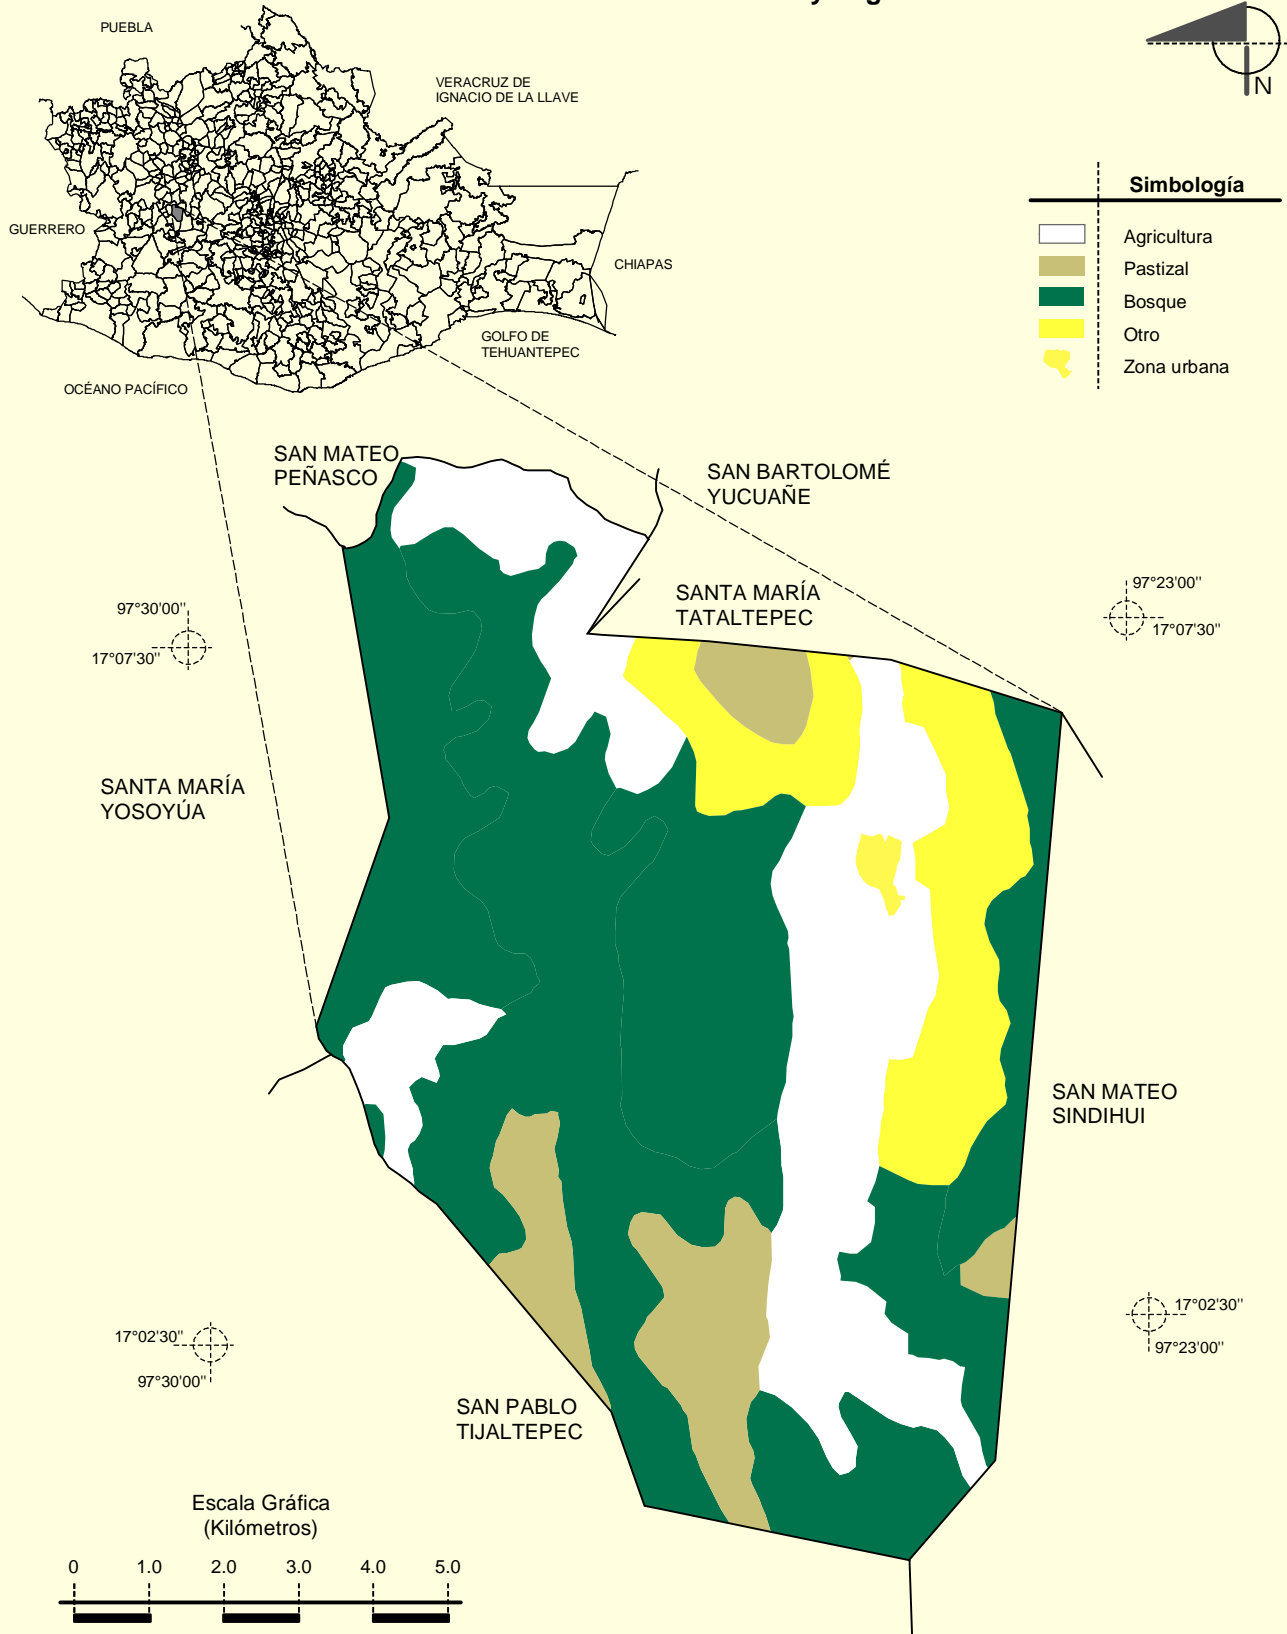 y
PUEBLA
VERACRUZ DE
IGNACIO DE LA LLAVE
N
Simbología
Agricultura
Pastizal
Bosque
Otro
Zona urbana
GUERRERO
CHIAPAS
GOLFO DE
TEHUANTEPEC
OCÉANO PACÍFICO
SAN MATEO
PEÑASCO
SAN BARTOLOMÉ
YUCUAÑE
SANTA MARÍA
TATALTEPEC
97°30'00''
17°07'30''
97°23'00''
17°07'30''
SANTA MARÍA
YOSOYÚA
SAN MATEO
SINDIHUI
17°02'30''
97°30'00''
17°02'30''
97°23'00''
SAN PABLO
TIJALTEPEC
Escala Gráfica
(Kilómetros)
0 1.0 2.0 3.0 4.0 5.0